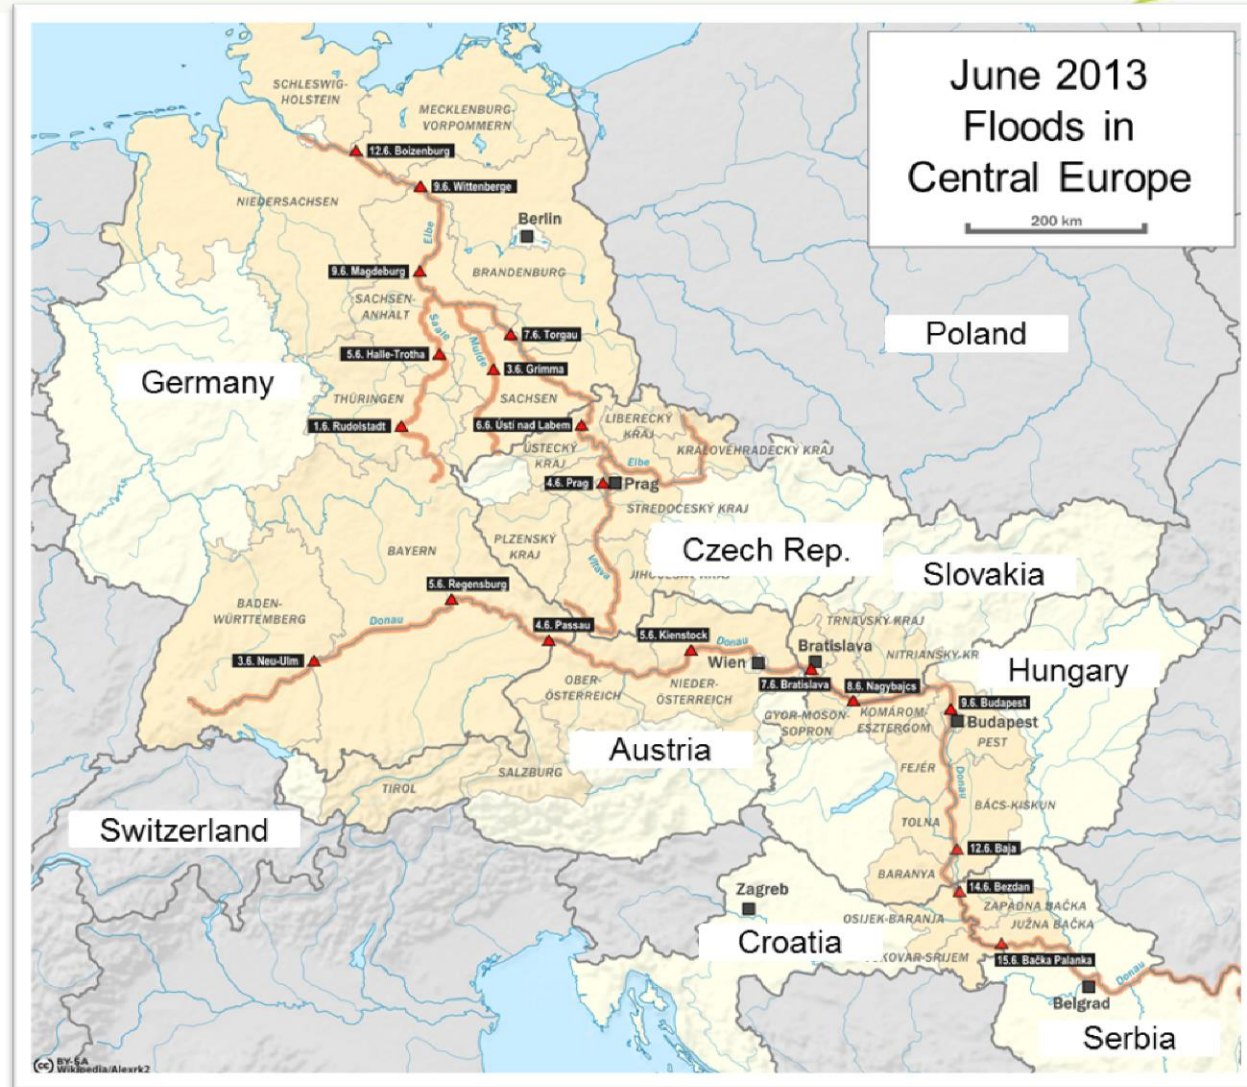 June 2013
Floods in
Central Europe
200 km
SCHLESWIG-
HOLSTEIN
MECKLENBURG-
VORPOMMERN
12.6. Boizenburg
9.6. Wittenberge
NIEDERSACHSEN
Berlin
Elbe
9.6. Magdeburg
BRANDENBURG
SACHSEN-
ANHALT
Saale
Mulde
7.6. Torgau
Poland
5.6. Halle-Trotha
3.6. Grimma
Germany
THÜRINGEN
SACHSEN
1.6. Rudolstadt
6.6. Ústí nad Labem
LIBERECKÝ
KRAJ
ÚSTECKÝ
KRAJ
KRÁLOVÉHRADECKÝ KRAJ
Elbe
4.6. Prag
Prag
STREDOCESKÝ KRAJ
PLZENSKÝ
KRAJ
Czech Rep.
BAYERN
Vltava
Slovakia
5.6. Regensburg
BADEN-
WÜRTTEMBERG
Donau
4.6. Passau
5.6. Kienstock
Donau
TRNAVSKÝ KRAJ
Bratislava
NITRIANSKY KR
3.6. Neu-Ulm
Wien
Hungary
7.6. Bratislava
8.6. Nagybajcs
OBER-
ÖSTERREICH
NIEDER-
ÖSTERREICH
9.6. Budapest
Budapest
GYOR-MOSON-
SOPRON
KOMÁROM-
ESZTERGOM
PEST
Austria
FEJÉR
Donau
SALZBURG
TIROL
BÁCS-KISKUN
TOLNA
Switzerland
12.6. Baja
BARANYA
14.6. Bezdan
Zagreb
ZAPADNA BAČKA
OSIJEK-BARANJA
JUŽNA BAČKA
Croatia
KOVAR-SRIJEM
15.6. Bačka Palanka
Donau
Belgrad
Serbia
cc BY-SA
Wikipedia/Alexrk2